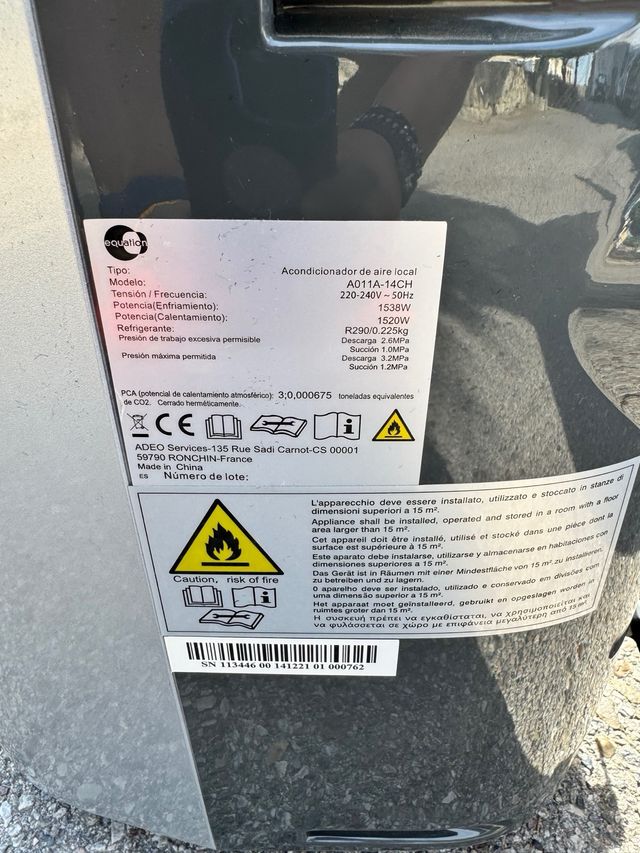 equation
Tipo: Acondicionador de aire local
Modelo: A011A-14CH
Tensión / Frecuencia: 220-240V ~ 50Hz
Potencia(Enfriamiento): 1538W
Potencia(Calentamiento): 1520W
Refrigerante: R290/0.225kg
Presión de trabajo excesiva permisible Descarga 2.6MPa
Succión 1.0MPa
Presión máxima permitida Descarga 3.2MPa
Succión 1.2MPa
PCA (potencial de calentamiento atmosférico): 3;0,000675 toneladas equivalentes
de CO2. Cerrado herméticamente.
CE
ADEO Services-135 Rue Sadi Carnot-CS 00001
59790 RONCHIN-France
Made in China
ES Número de lote:
L'apparecchio deve essere installato, utilizzato e stoccato in stanze di
dimensioni superiori a 15 m².
Appliance shall be installed, operated and stored in a room with a floor
area larger than 15 m².
Cet appareil doit être installé, utilisé et stocké dans une pièce dont la
surface est supérieure à 15 m².
Este aparato debe instalarse, utilizarse y almacenarse en habitaciones con
dimensiones superiores a 15 m².
Das Gerät ist in Räumen mit einer Mindestfläche von 15 m² zu installieren,
zu betreiben und zu lagern.
O aparelho deve ser instalado, utilizado e conservado em divisões com
uma dimensão superior a 15 m².
Het apparaat moet geïnstalleerd, gebruikt en opgeslagen worden in
ruimtes groter dan 15 m².
Η συσκευή πρέπει να εγκαθίσταται, να χρησιμοποιείται και
να φυλάσσεται σε χώρο με επιφάνεια μεγαλύτερη από 15 m².
Caution, risk of fire
SN 113446 00 141221 01 000762